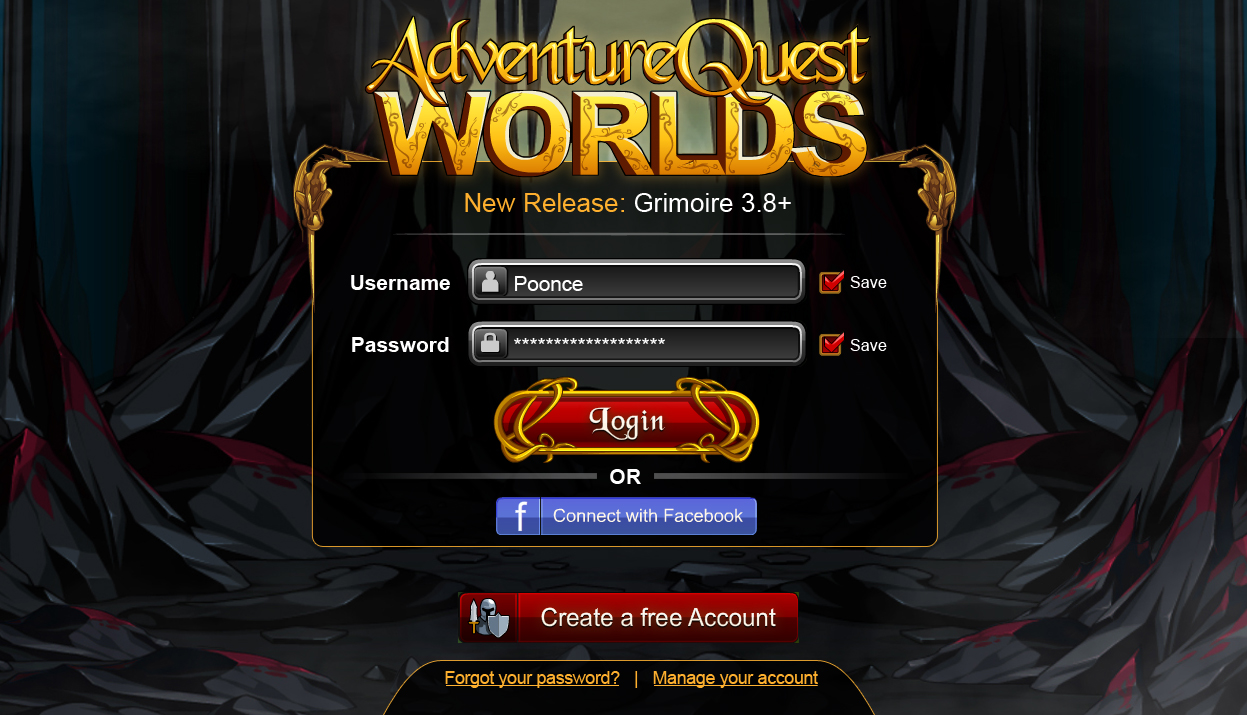 AdventureQuest
WORLDS
New Release: Grimoire 3.8+
Username
Poonce
Save
Password
*******************
Save
Login
OR
f Connect with Facebook
Create a free Account
Forgot your password? | Manage your account